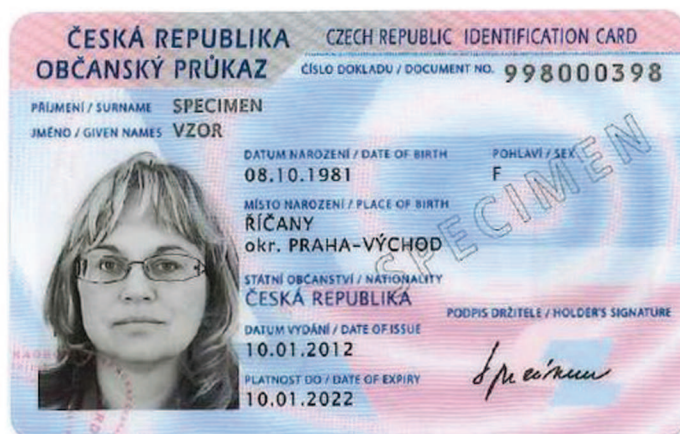 ČESKÁ REPUBLIKA CZECH REPUBLIC IDENTIFICATION CARD
OBČANSKÝ PRŮKAZ ČÍSLO DOKLADU / DOCUMENT NO. 998000398
PŘÍJMENÍ / SURNAME SPECIMEN
JMÉNO / GIVEN NAMES VZOR
DATUM NAROZENÍ / DATE OF BIRTH POHLAVÍ / SEX
08.10.1981 F
SPECIMEN
MÍSTO NAROZENÍ / PLACE OF BIRTH
ŘÍČANY
okr. PRAHA-VÝCHOD
STÁTNÍ OBČANSTVÍ / NATIONALITY
ČESKÁ REPUBLIKA
PODPIS DRŽITELE / HOLDER'S SIGNATURE
DATUM VYDÁNÍ / DATE OF ISSUE
10.01.2012
Specimen
PLATNOST DO / DATE OF EXPIRY
10.01.2022